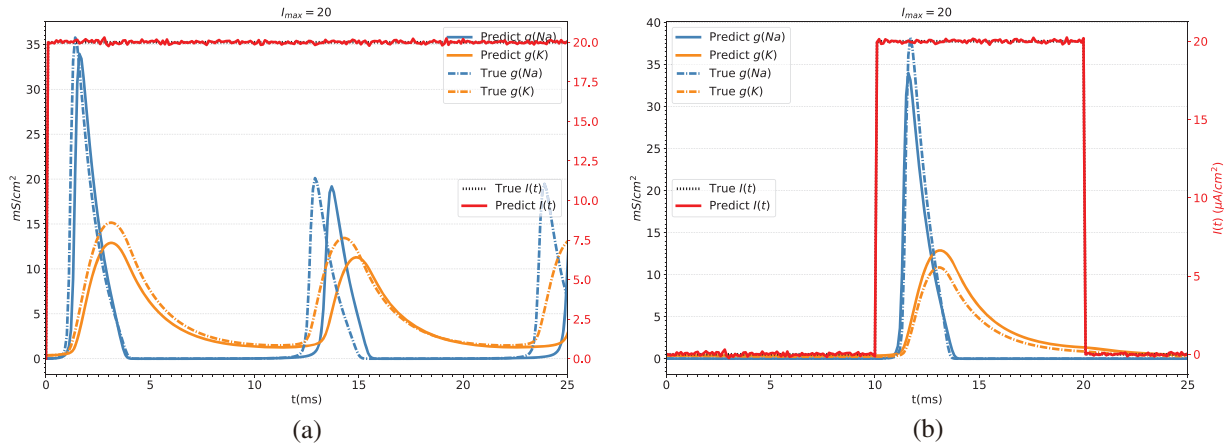 I_max = 20
35
30
25
20
15
10
5
0
mS/cm²
Predict g(Na)
Predict g(K)
True g(Na)
True g(K)
True I(t)
Predict I(t)
20.0
17.5
15.0
12.5
10.0
7.5
5.0
2.5
0.0
0 5 10 15 20 25
t(ms)
(a)
I_max = 20
40
35
30
25
20
15
10
5
0
mS/cm²
Predict g(Na)
Predict g(K)
True g(Na)
True g(K)
True I(t)
Predict I(t)
20
15
10
5
0
I(t) (μA/cm²)
0 5 10 15 20 25
t(ms)
(b)